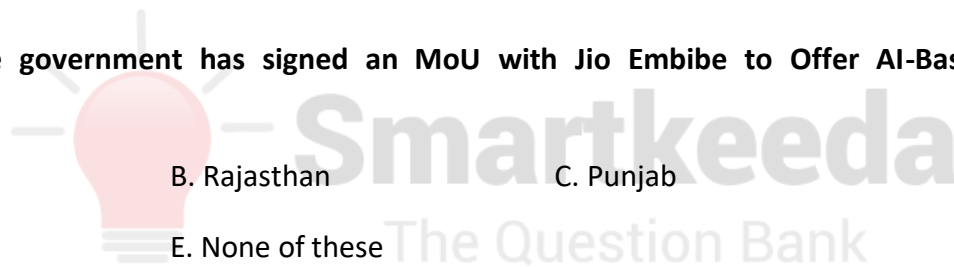 government has signed an MoU with Jio Embibe to Offer AI-Bas
Smartkeeda
B. Rajasthan C. Punjab
The Question Bank
E. None of these